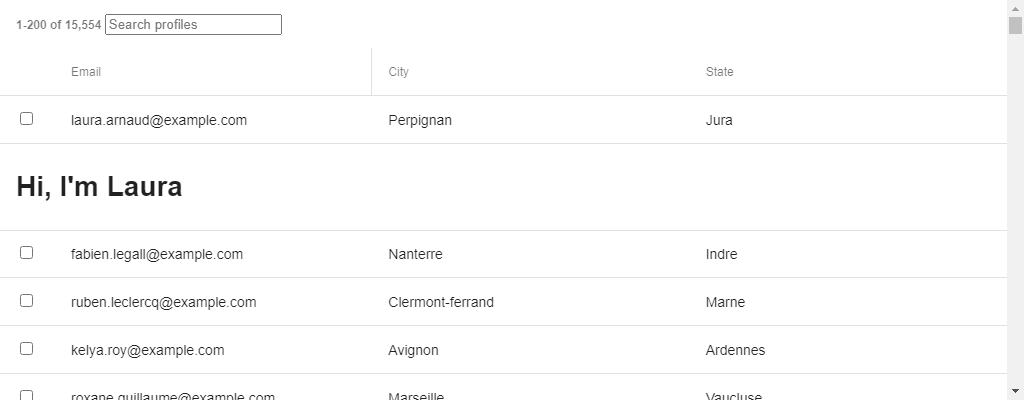 1-200 of 15,554 Search profiles
Email City State
laura.arnaud@example.com Perpignan Jura
Hi, I'm Laura
fabien.legall@example.com Nanterre Indre
ruben.leclercq@example.com Clermont-ferrand Marne
kelya.roy@example.com Avignon Ardennes
roxane.guillaume@example.com Marseille Vaucluse